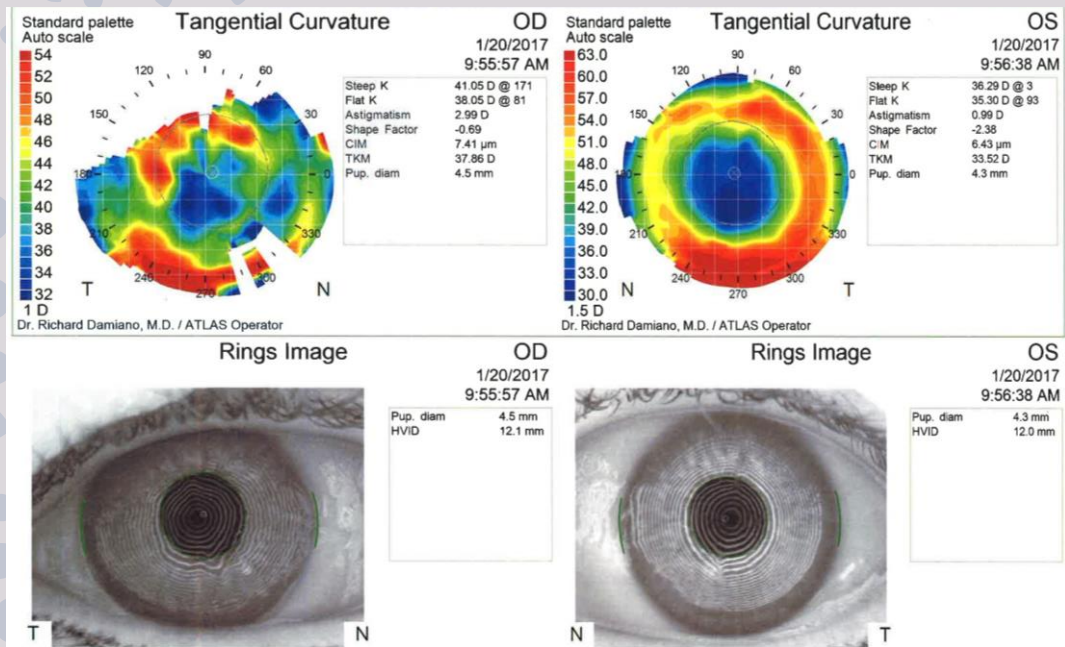 Standard palette
Auto scale
Tangential Curvature
OD
1/20/2017
9:55:57 AM
54
52
50
48
46
44
42
40
38
36
34
32
1 D
90
120
60
150
30
180
0
210
330
240
300
270
T
N
Steep K 41.05 D @ 171
Flat K 38.05 D @ 81
Astigmatism 2.99 D
Shape Factor -0.69
CIM 7.41 µm
TKM 37.86 D
Pup. diam 4.5 mm
Dr. Richard Damiano, M.D. / ATLAS Operator
Standard palette
Auto scale
Tangential Curvature
OS
1/20/2017
9:56:38 AM
63.0
60.0
57.0
54.0
51.0
48.0
45.0
42.0
39.0
36.0
33.0
30.0
1.5 D
90
120
60
150
30
180
0
210
330
240
300
270
N
T
Steep K 36.29 D @ 3
Flat K 35.30 D @ 93
Astigmatism 0.99 D
Shape Factor -2.38
CIM 6.43 µm
TKM 33.52 D
Pup. diam 4.3 mm
Dr. Richard Damiano, M.D. / ATLAS Operator
Rings Image
OD
1/20/2017
9:55:57 AM
Pup. diam 4.5 mm
HVID 12.1 mm
T
N
Rings Image
OS
1/20/2017
9:56:38 AM
Pup. diam 4.3 mm
HVID 12.0 mm
N
T